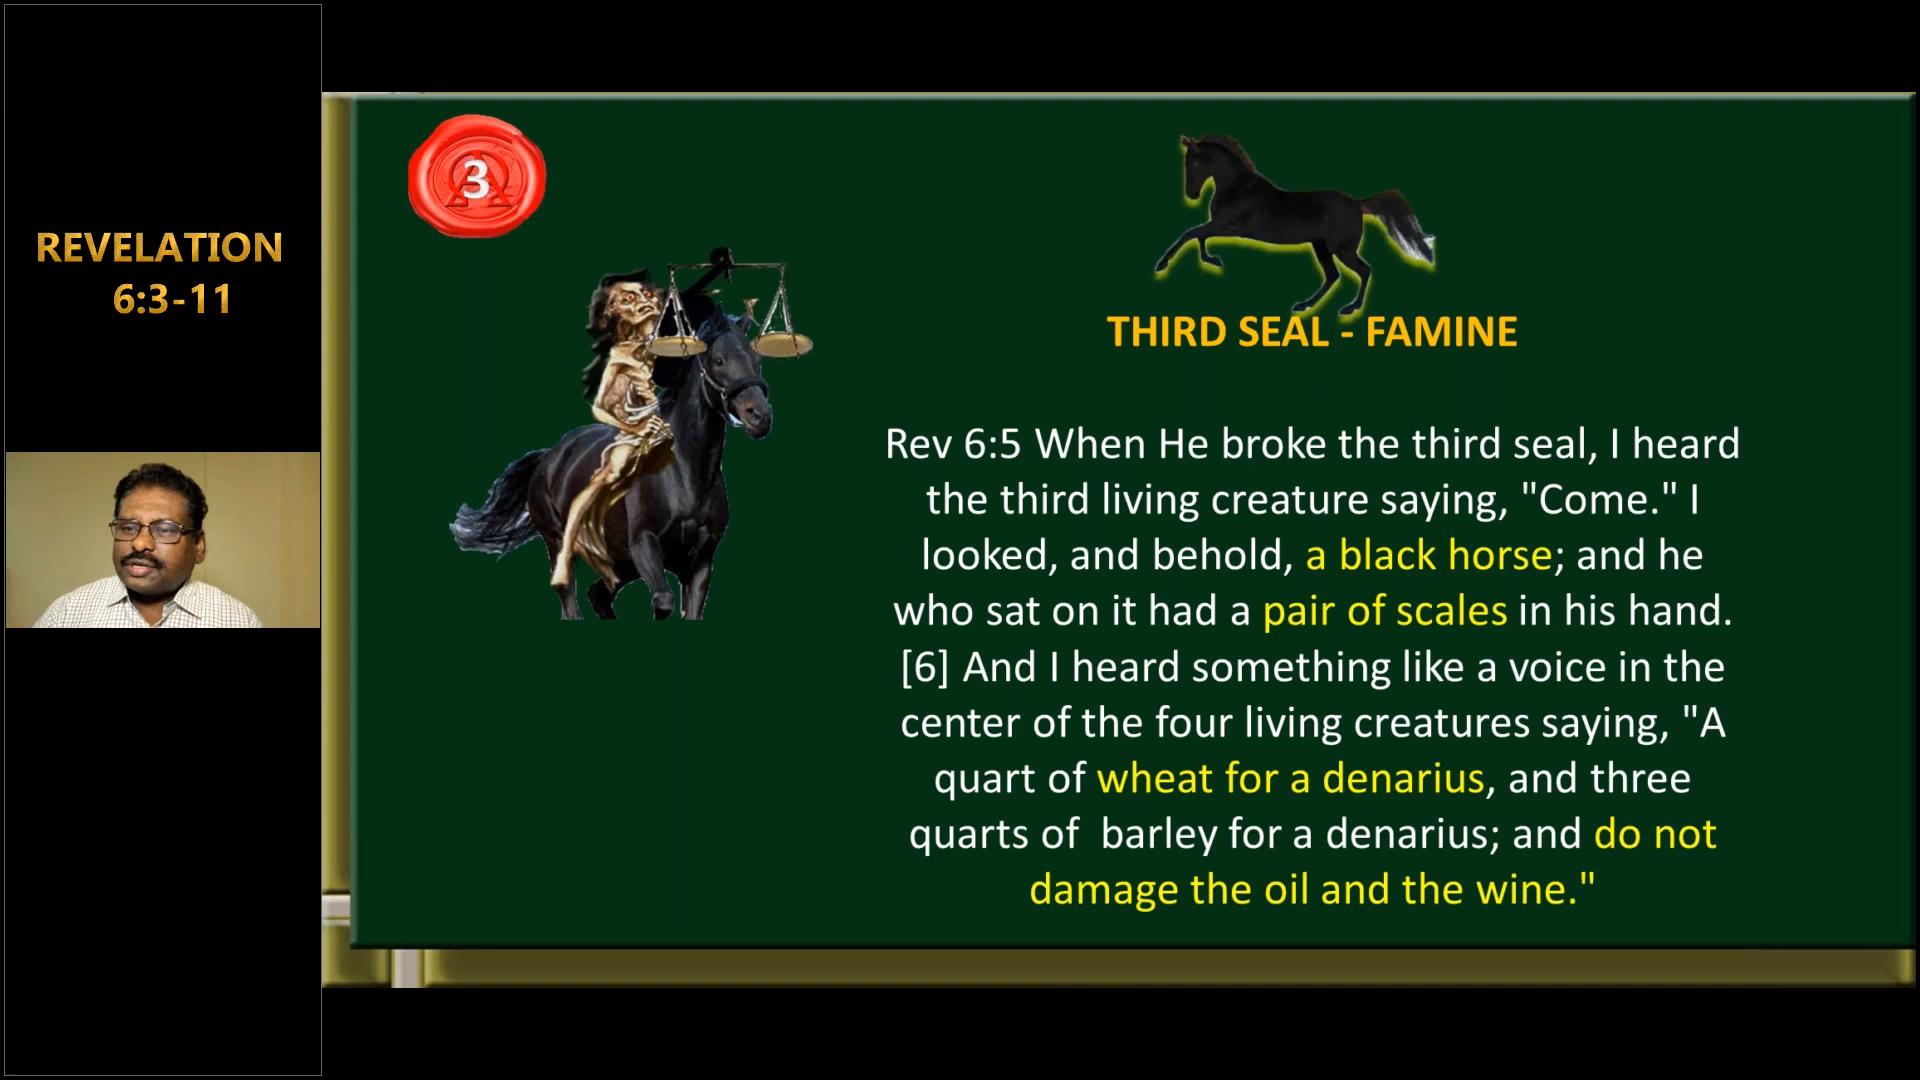 REVELATION
6:3-11
3
THIRD SEAL - FAMINE
Rev 6:5 When He broke the third seal, I heard
the third living creature saying, "Come." I
looked, and behold, a black horse; and he
who sat on it had a pair of scales in his hand.
[6] And I heard something like a voice in the
center of the four living creatures saying, "A
quart of wheat for a denarius, and three
quarts of  barley for a denarius; and do not
damage the oil and the wine."